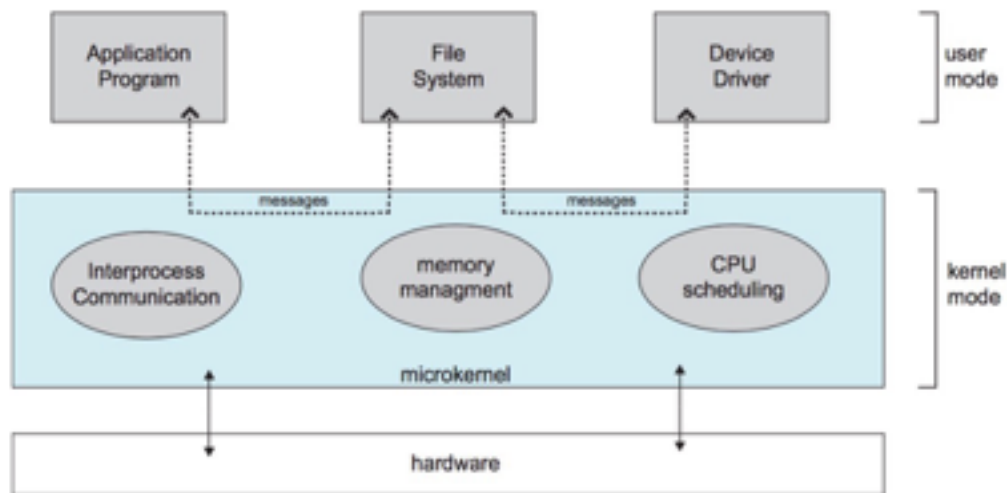 Application
Program
File
System
Device
Driver
user
mode
messages
messages
Interprocess
Communication
memory
managment
CPU
scheduling
kernel
mode
microkernel
hardware